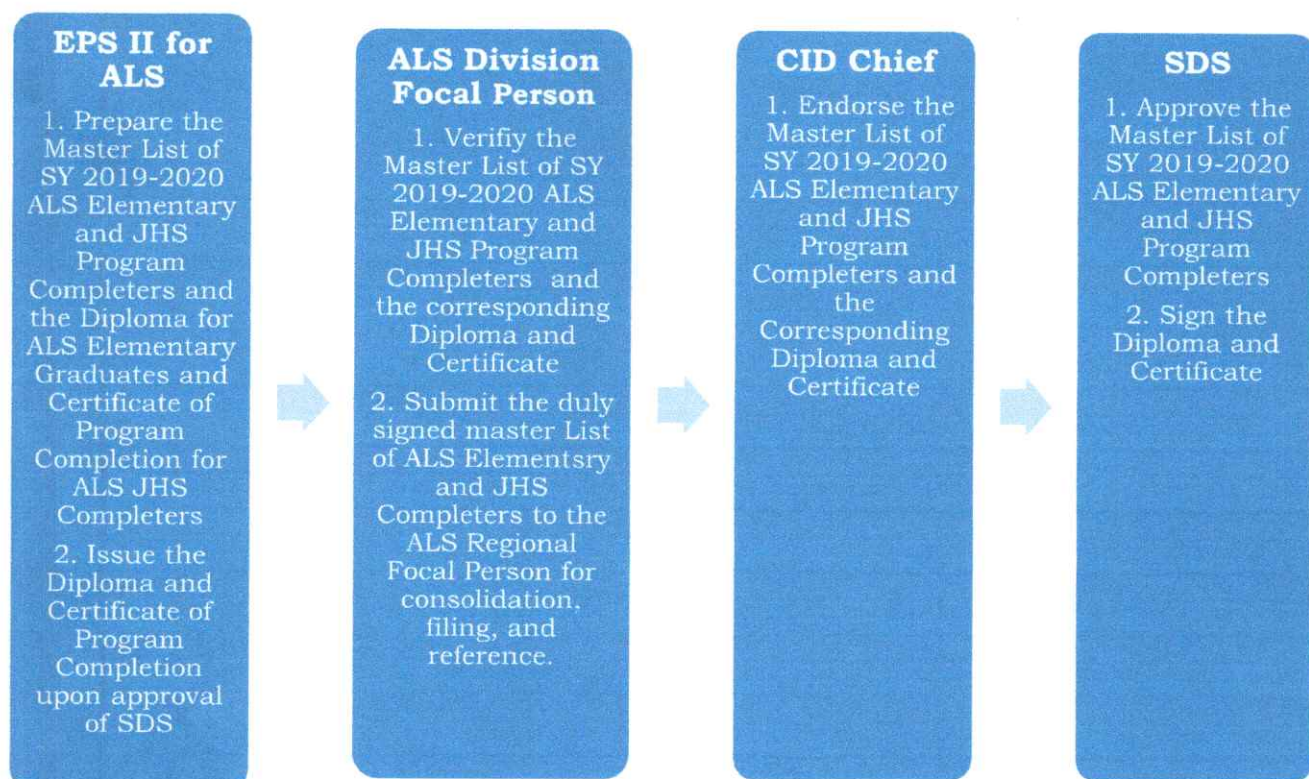 EPS II for
ALS
1. Prepare the
Master List of
SY 2019-2020
ALS Elementary
and JHS
Program
Completers and
the Diploma for
ALS Elementary
Graduates and
Certificate of
Program
Completion for
ALS JHS
Completers
2. Issue the
Diploma and
Certificate of
Program
Completion
upon approval
of SDS
ALS Division
Focal Person
1. Verifiy the
Master List of SY
2019-2020 ALS
Elementary and
JHS Program
Completers and
the corresponding
Diploma and
Certificate
2. Submit the duly
signed master List
of ALS Elementsry
and JHS
Completers to the
ALS Regional
Focal Person for
consolidation,
filing, and
reference.
CID Chief
1. Endorse the
Master List of
SY 2019-2020
ALS Elementary
and JHS
Program
Completers and
the
Corresponding
Diploma and
Certificate
SDS
1. Approve the
Master List of
SY 2019-2020
ALS Elementary
and JHS
Program
Completers
2. Sign the
Diploma and
Certificate